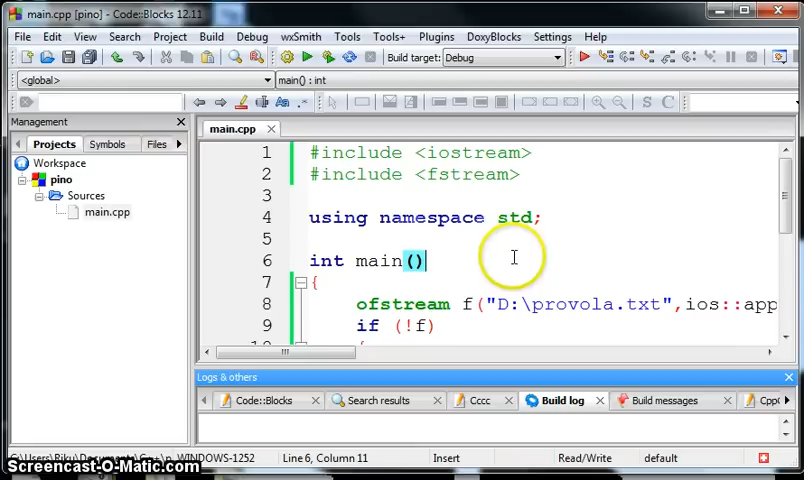 main.cpp [pino] - Code::Blocks 12.11
File Edit View Search Project Build Debug wxSmith Tools Tools+ Plugins DoxyBlocks Settings Help
Build target: Debug
<global> main() : int
Management
main.cpp
Projects Symbols Files
Workspace
pino
Sources
main.cpp
1 #include <iostream>
2 #include <fstream>
3
4 using namespace std;
5
6 int main()
7 {
8 ofstream f("D:\provola.txt",ios::app
9 if (!f)
{
Logs & others
Code::Blocks Search results Cccc Build log Build messages
WINDOWS-1252 Line 6, Column 11 Insert Read/Write default
Screencast-O-Matic.com